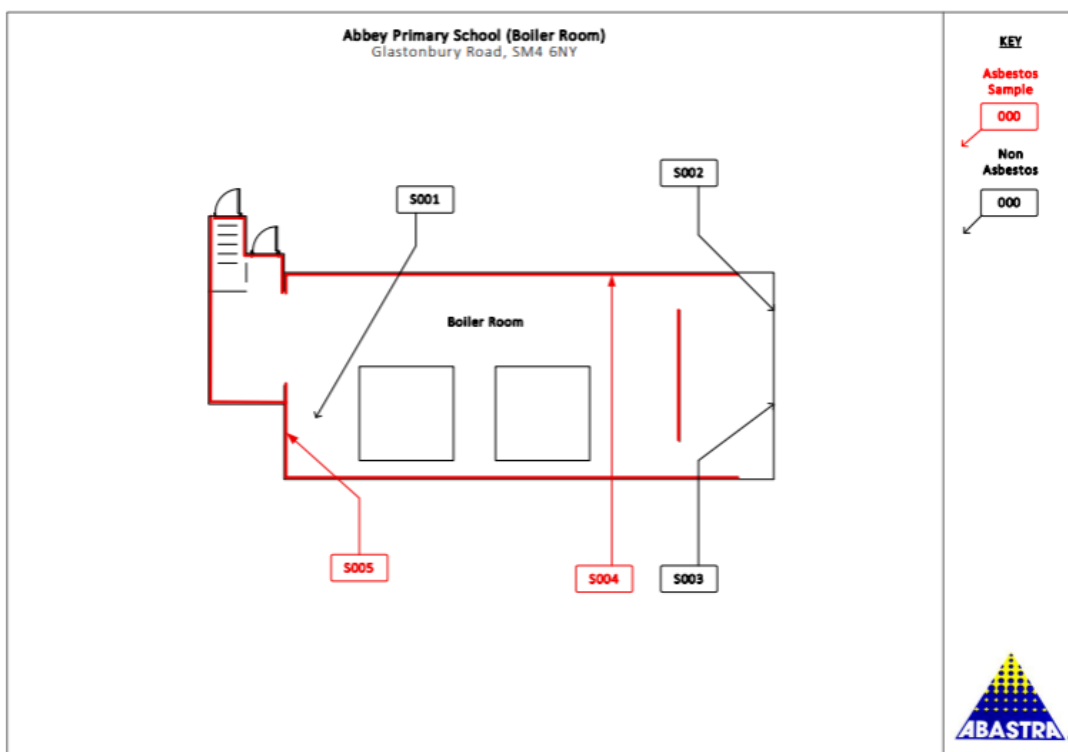 Abbey Primary School (Boiler Room)
Glastonbury Road, SM4 6NY
KEY
Asbestos
Sample
000
Non
Asbestos
000
S001
S002
Boiler Room
S005
S004
S003
ABASTRA